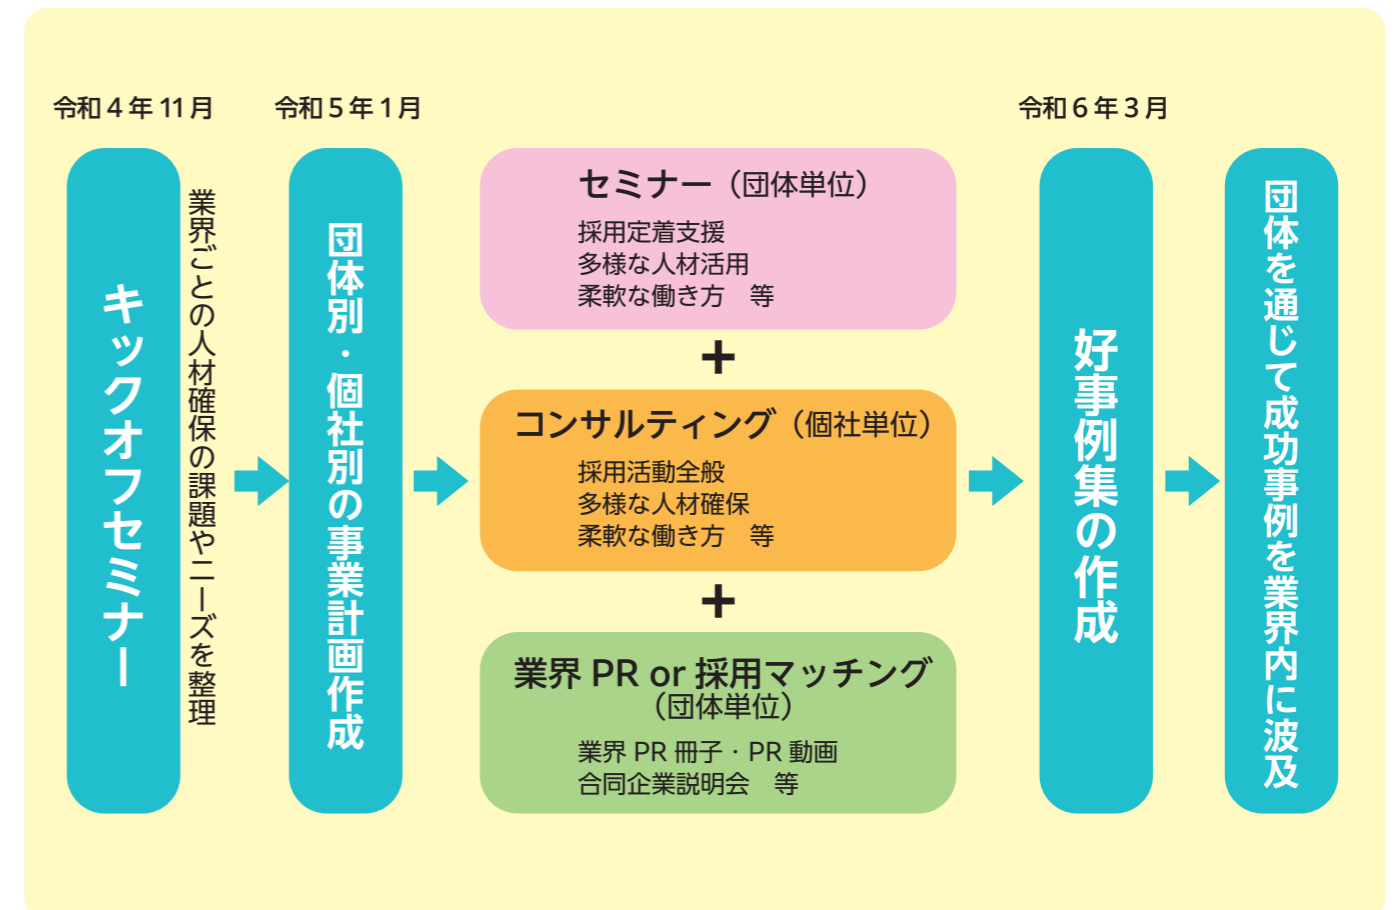 令和4年11月
キックオフセミナー
業界ごとの人材確保の課題やニーズを整理
令和5年1月
団体別・個社別の事業計画作成
セミナー（団体単位）
採用定着支援
多様な人材活用
柔軟な働き方　等
+
コンサルティング（個社単位）
採用活動全般
多様な人材確保
柔軟な働き方　等
+
業界 PR or 採用マッチング
（団体単位）
業界 PR 冊子・PR 動画
合同企業説明会　等
令和6年3月
好事例集の作成
団体を通じて成功事例を業界内に波及